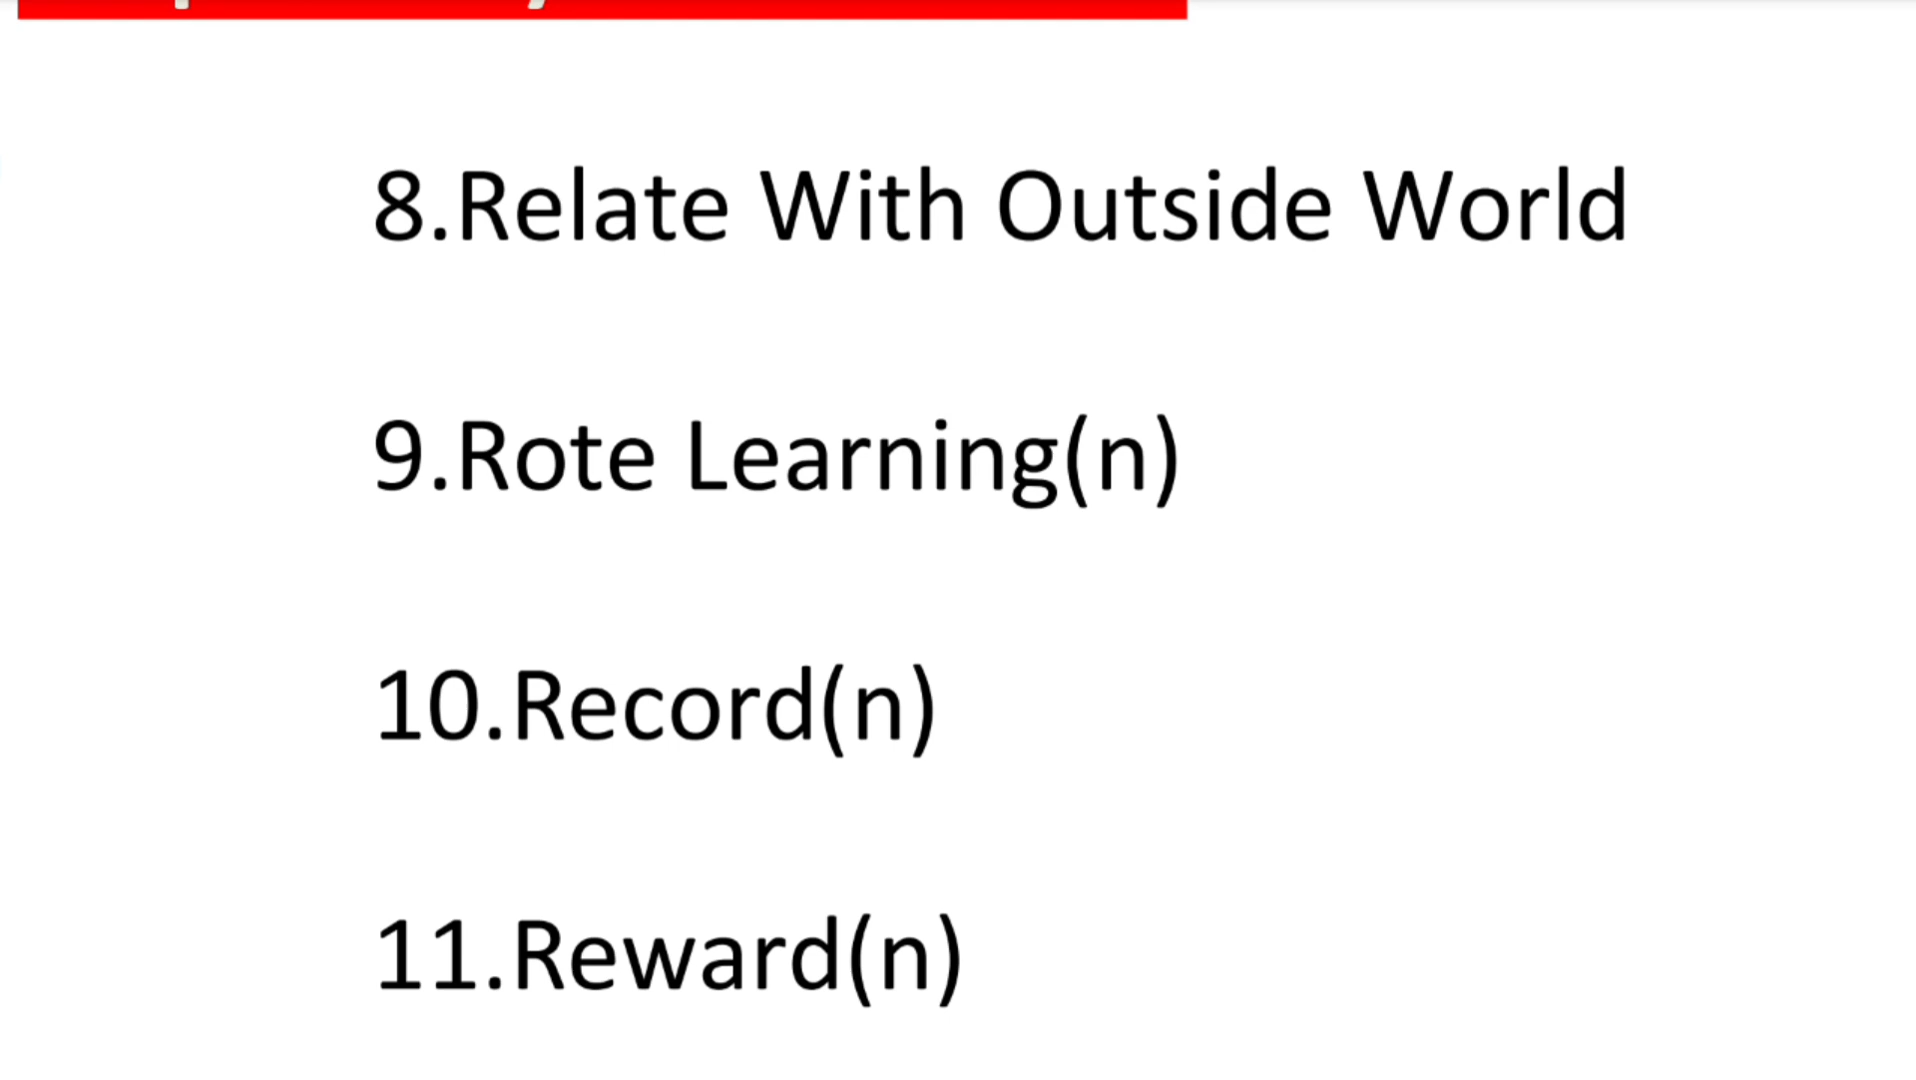 8.Relate With Outside World
9.Rote Learning(n)
10.Record(n)
11.Reward(n)